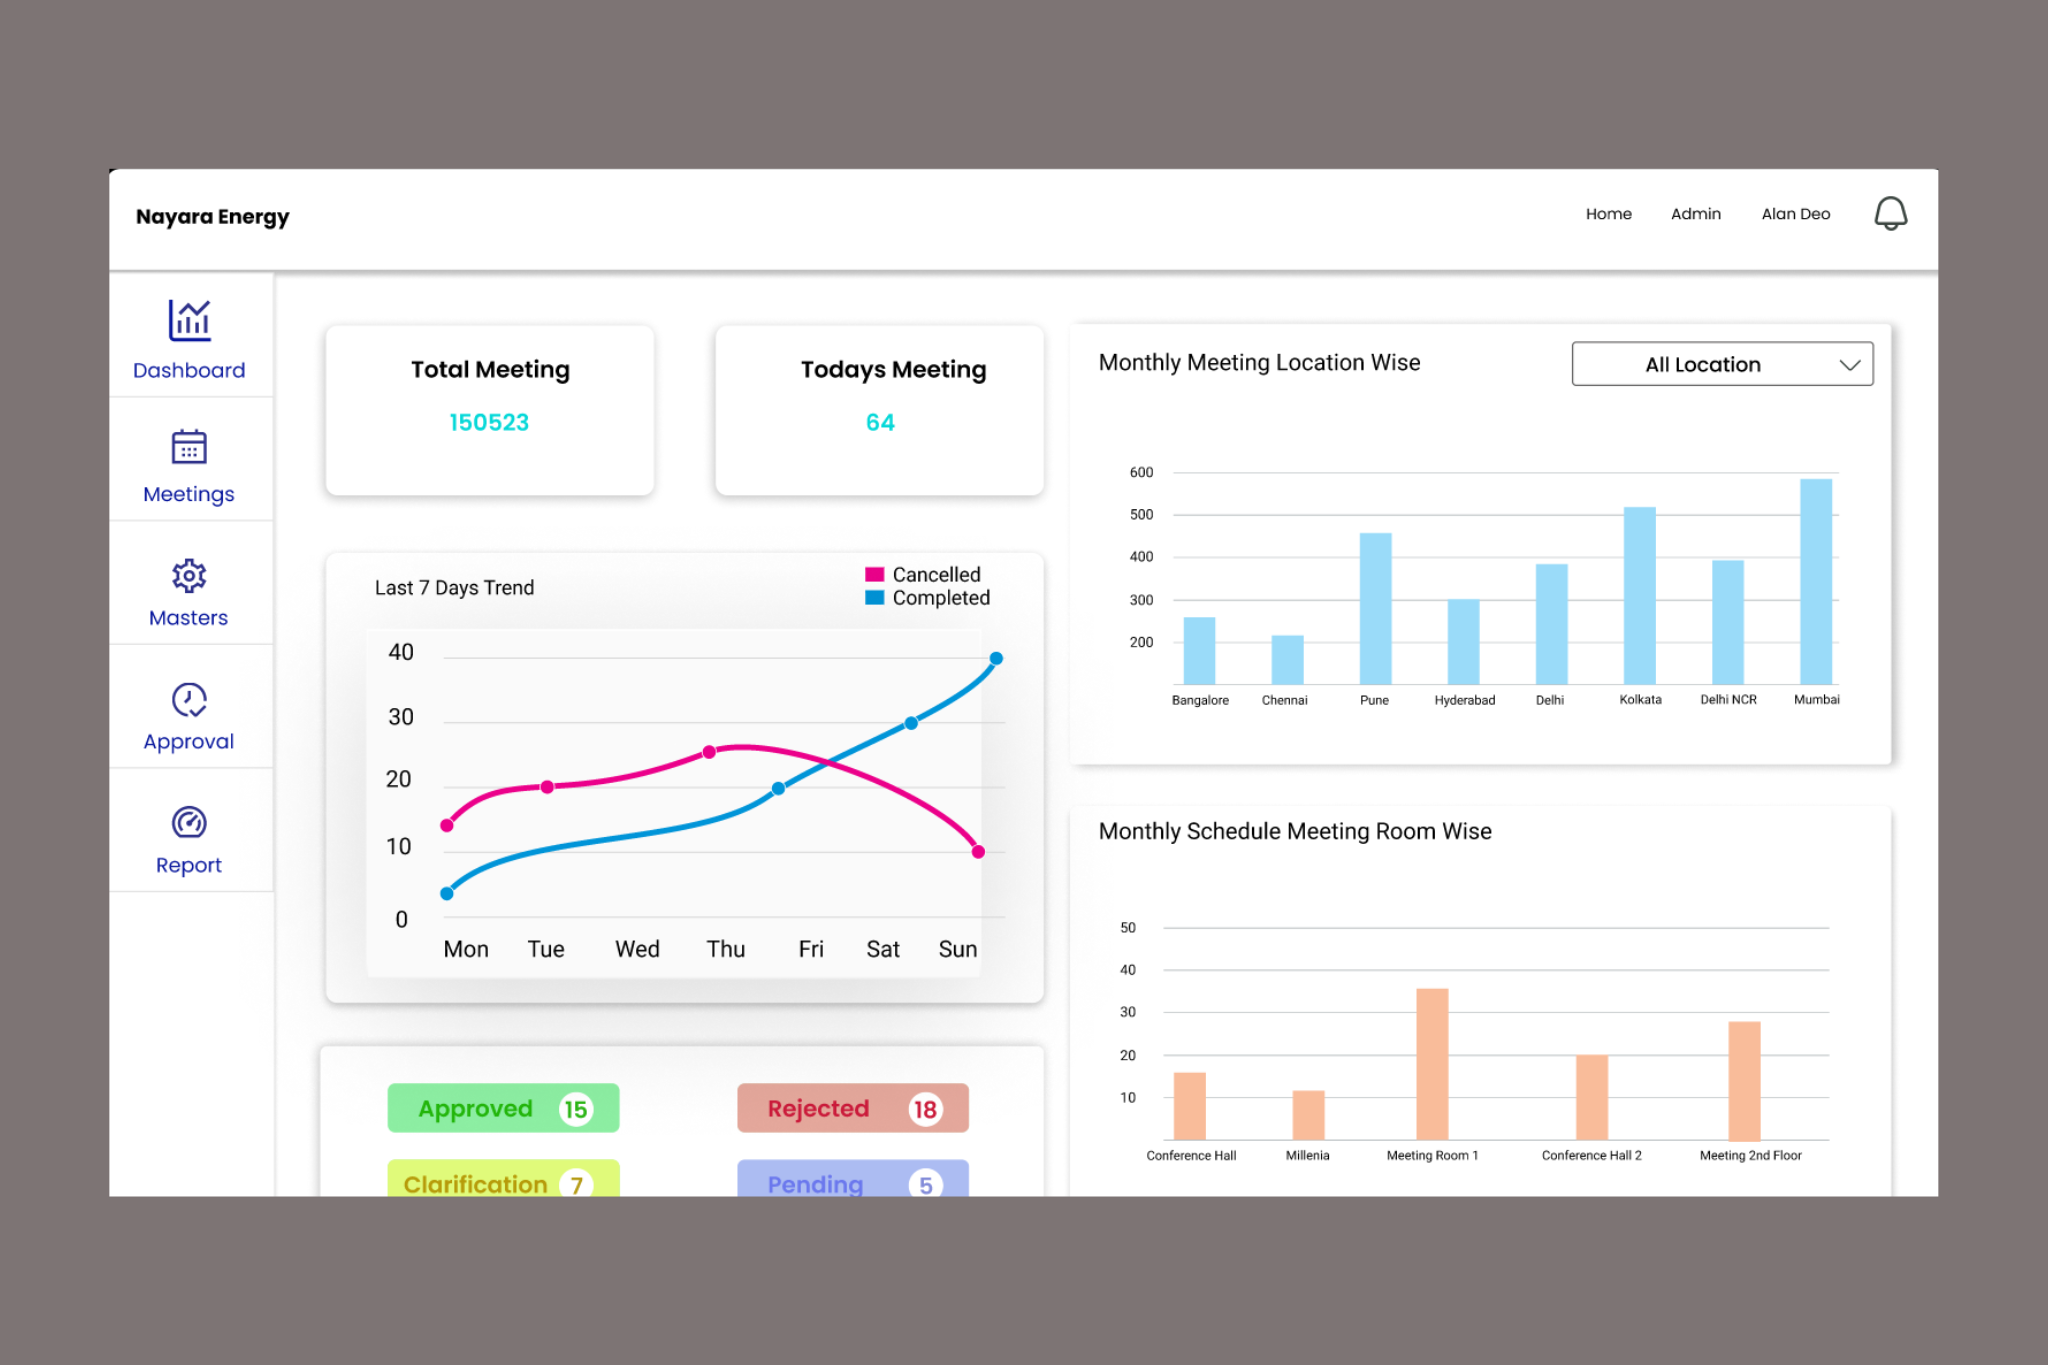 Nayara Energy
Home Admin Alan Deo
Dashboard
Meetings
Masters
Approval
Report
Total Meeting
150523
Todays Meeting
64
Last 7 Days Trend
Cancelled
Completed
40
30
20
10
0
Mon Tue Wed Thu Fri Sat Sun
Approved 15
Rejected 18
Clarification 7
Pending 5
Monthly Meeting Location Wise
All Location
600
500
400
300
200
Bangalore Chennai Pune Hyderabad Delhi Kolkata Delhi NCR Mumbai
Monthly Schedule Meeting Room Wise
50
40
30
20
10
Conference Hall Millenia Meeting Room 1 Conference Hall 2 Meeting 2nd Floor